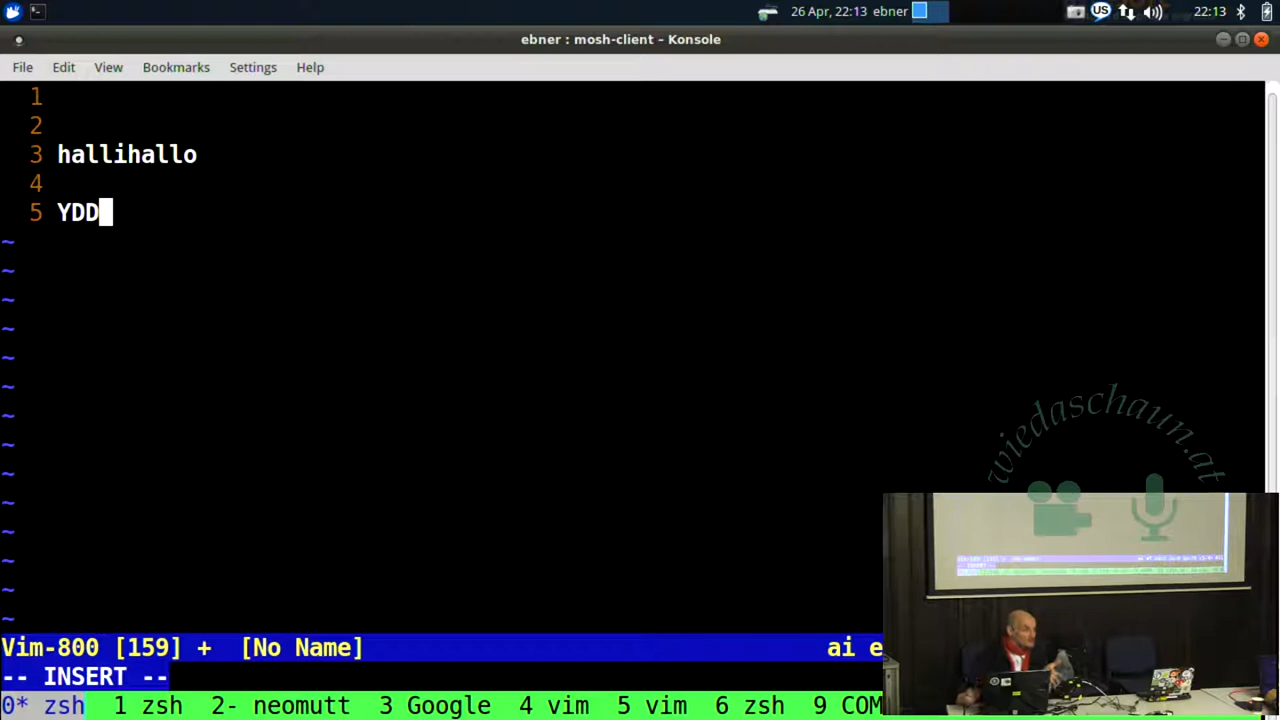 26 Apr, 22:13 ebner US 22:13
ebner : mosh-client – Konsole
File Edit View Bookmarks Settings Help
1
2
3 hallihallo
4
5 YDD
~
~
~
~
~
~
~
~
~
~
~
~
~
~
wiedaschaun.at
Vim-800 [159] + [No Name] ai e
-- INSERT --
0* zsh 1 zsh 2- neomutt 3 Google 4 vim 5 vim 6 zsh 9 COM